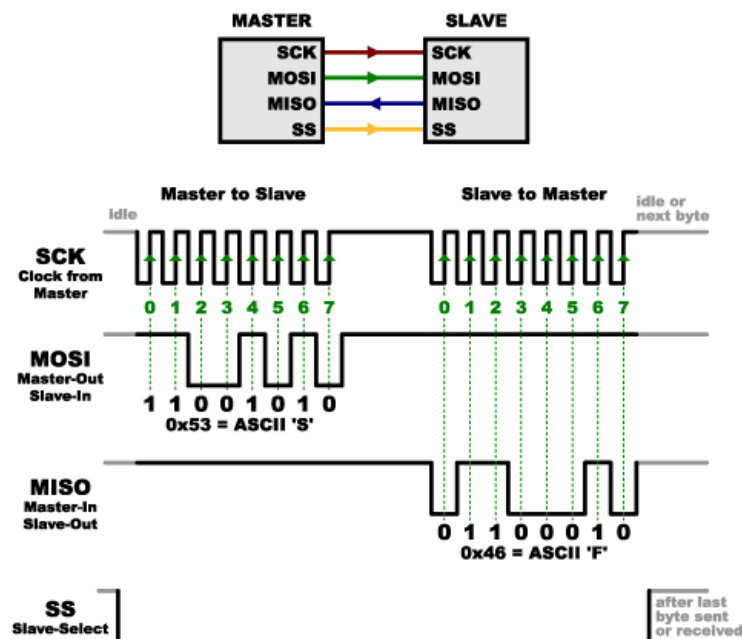 MASTER SLAVE
SCK SCK
MOSI MOSI
MISO MISO
SS SS
Master to Slave Slave to Master
idle
idle or
next byte
SCK
Clock from
Master
0 1 2 3 4 5 6 7 0 1 2 3 4 5 6 7
MOSI
Master-Out
Slave-In
1 1 0 0 1 0 1 0
0x53 = ASCII 'S'
MISO
Master-In
Slave-Out
0 1 1 0 0 0 1 0
0x46 = ASCII 'F'
SS
Slave-Select
after last
byte sent
or received